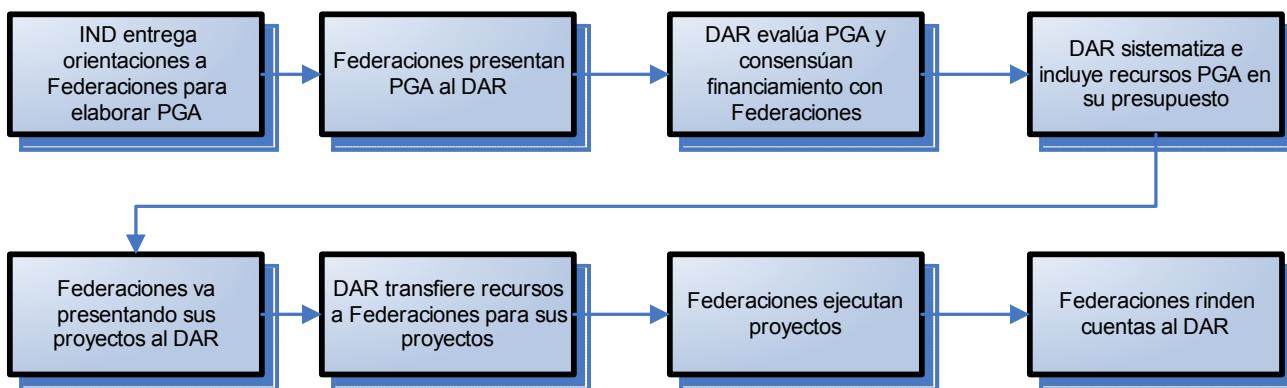 IND entrega
orientaciones a
Federaciones para
elaborar PGA
Federaciones presentan
PGA al DAR
DAR evalúa PGA y
consensúan
financiamiento con
Federaciones
DAR sistematiza e
incluye recursos PGA en
su presupuesto
Federaciones va
presentando sus
proyectos al DAR
DAR transfiere recursos
a Federaciones para sus
proyectos
Federaciones ejecutan
proyectos
Federaciones rinden
cuentas al DAR